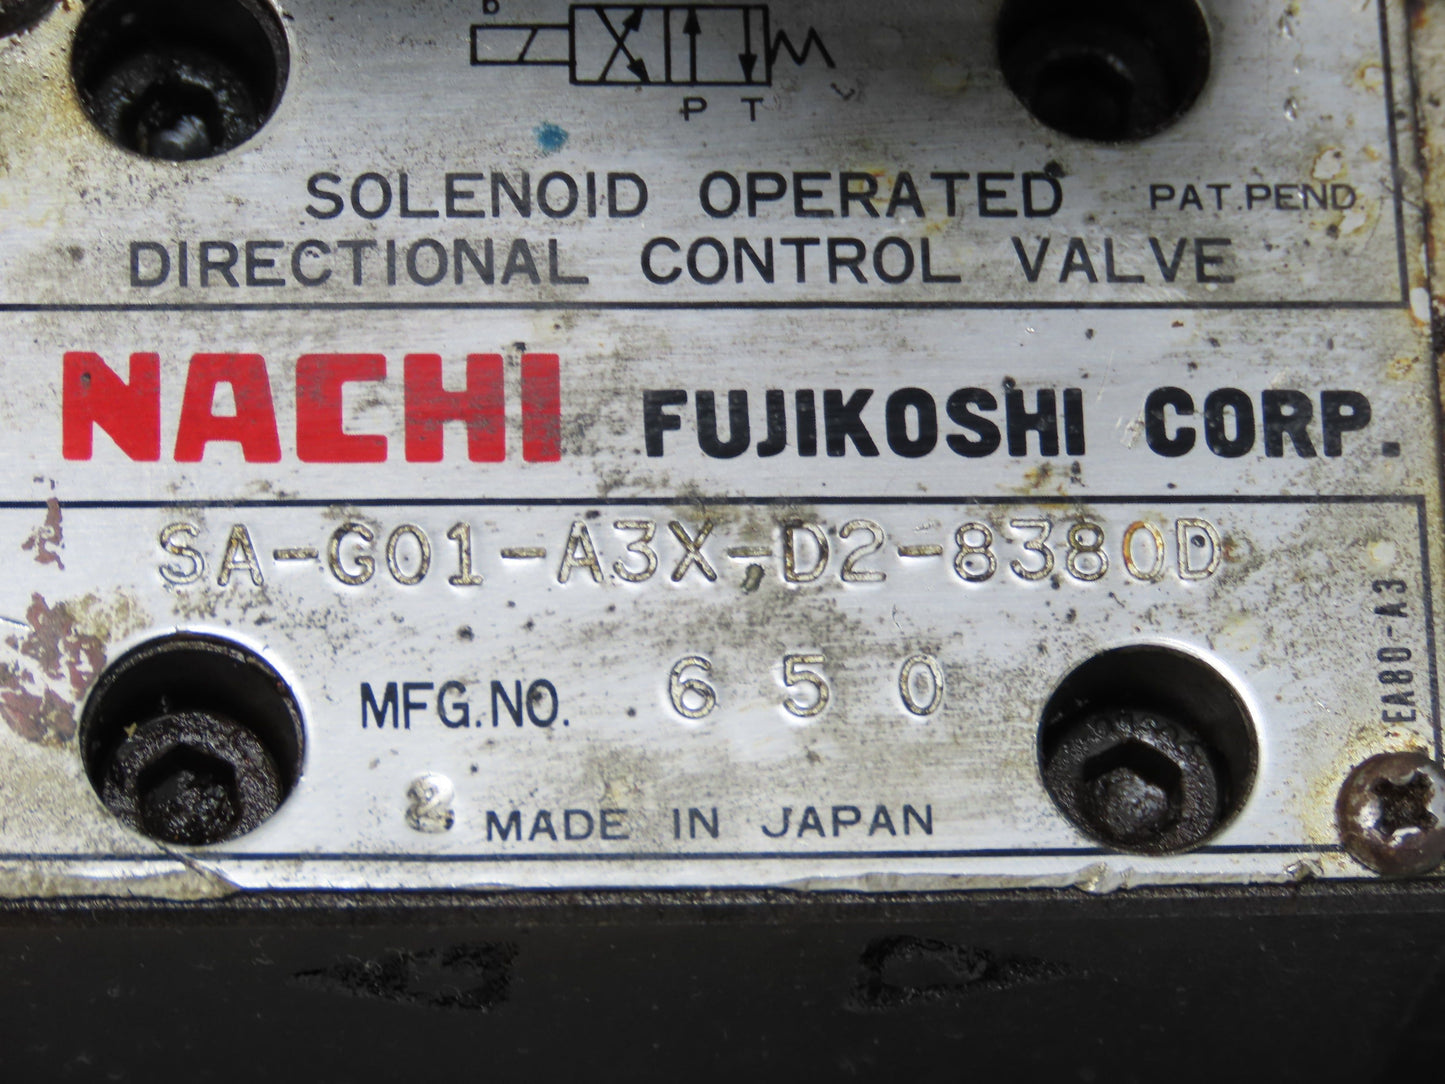 b
P T
SOLENOID OPERATED PAT.PEND.
DIRECTIONAL CONTROL VALVE
NACHI FUJIKOSHI CORP.
SA-G01-A3X-D2-8380D
EA80-A3
MFG.NO. 650
2 MADE IN JAPAN